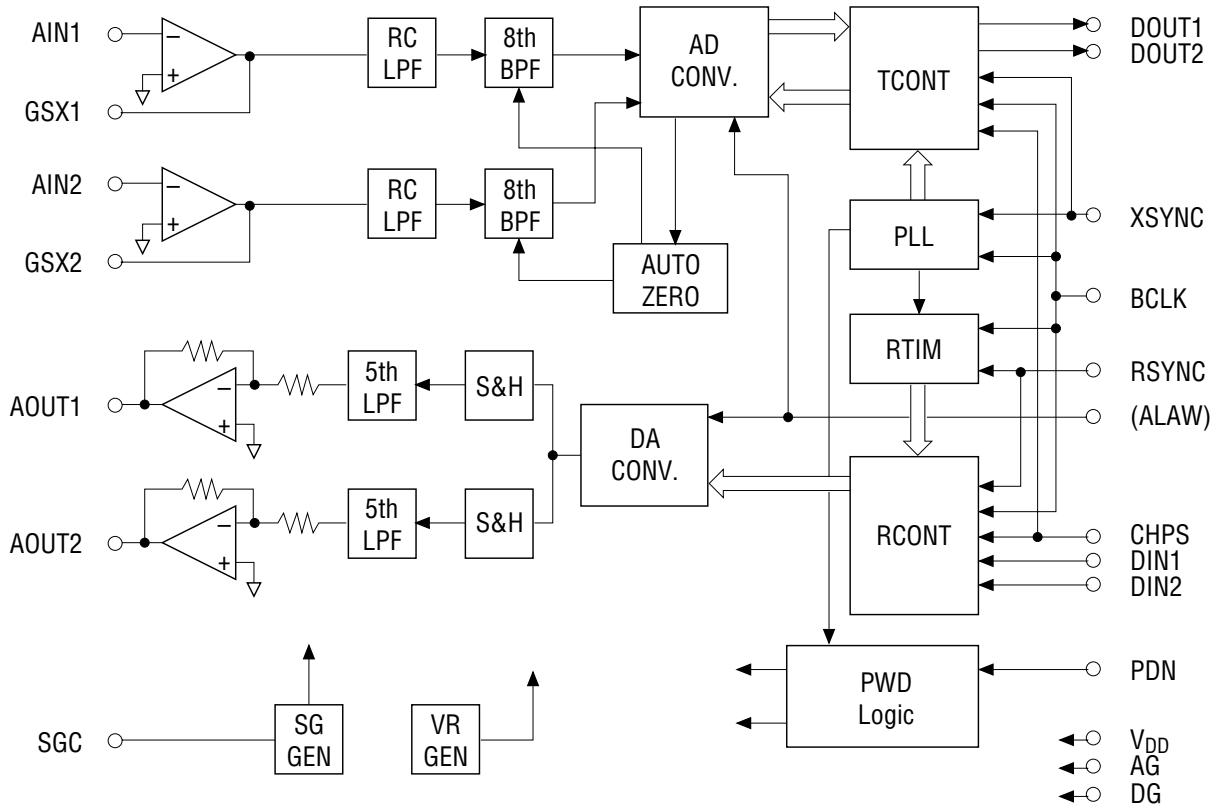 AIN1
GSX1
AIN2
GSX2
−
+
−
+
RC
LPF
8th
BPF
RC
LPF
8th
BPF
AD
CONV.
AUTO
ZERO
TCONT
PLL
RTIM
RCONT
DOUT1
DOUT2
XSYNC
BCLK
RSYNC
(ALAW)
CHPS
DIN1
DIN2
PDN
VDD
AG
DG
AOUT1
AOUT2
−
+
−
+
5th
LPF
S&H
5th
LPF
S&H
DA
CONV.
PWD
Logic
SGC
SG
GEN
VR
GEN